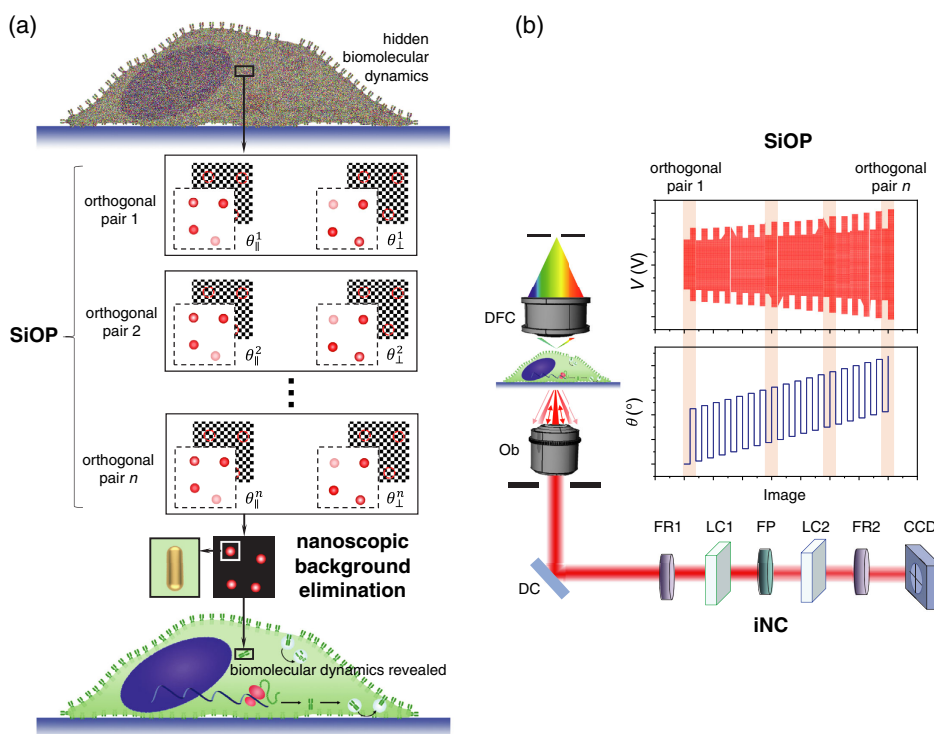 (a)
hidden
biomolecular
dynamics
orthogonal
pair 1
θ∥¹
θ⊥¹
SiOP
orthogonal
pair 2
θ∥²
θ⊥²
orthogonal
pair n
θ∥ⁿ
θ⊥ⁿ
nanoscopic
background
elimination
biomolecular dynamics revealed
(b)
SiOP
orthogonal
pair 1
orthogonal
pair n
V (V)
θ (°)
Image
DFC
Ob
DC
FR1
LC1
FP
LC2
FR2
CCD
iNC